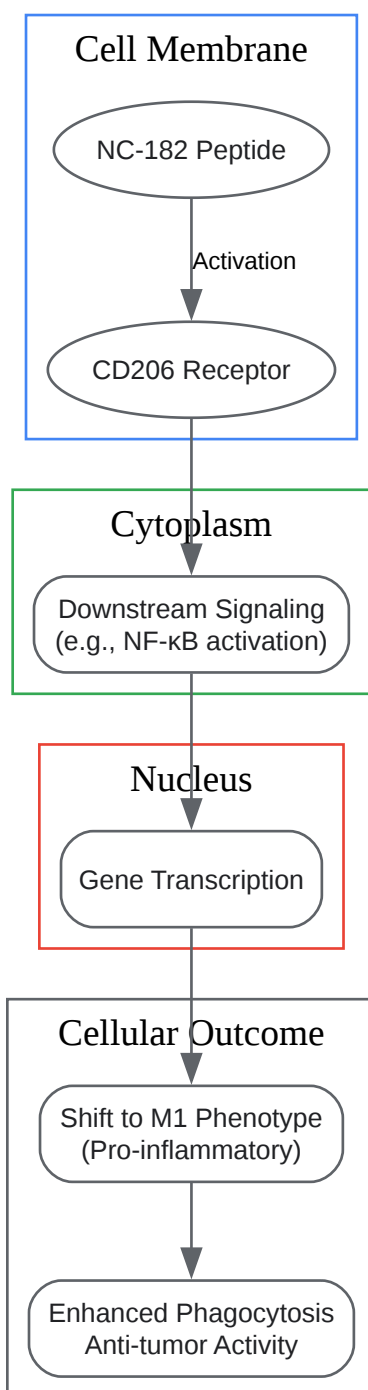 Cell Membrane
NC-182 Peptide
Activation
CD206 Receptor
Cytoplasm
Downstream Signaling
(e.g., NF-κB activation)
Nucleus
Gene Transcription
Cellular Outcome
Shift to M1 Phenotype
(Pro-inflammatory)
Enhanced Phagocytosis
Anti-tumor Activity